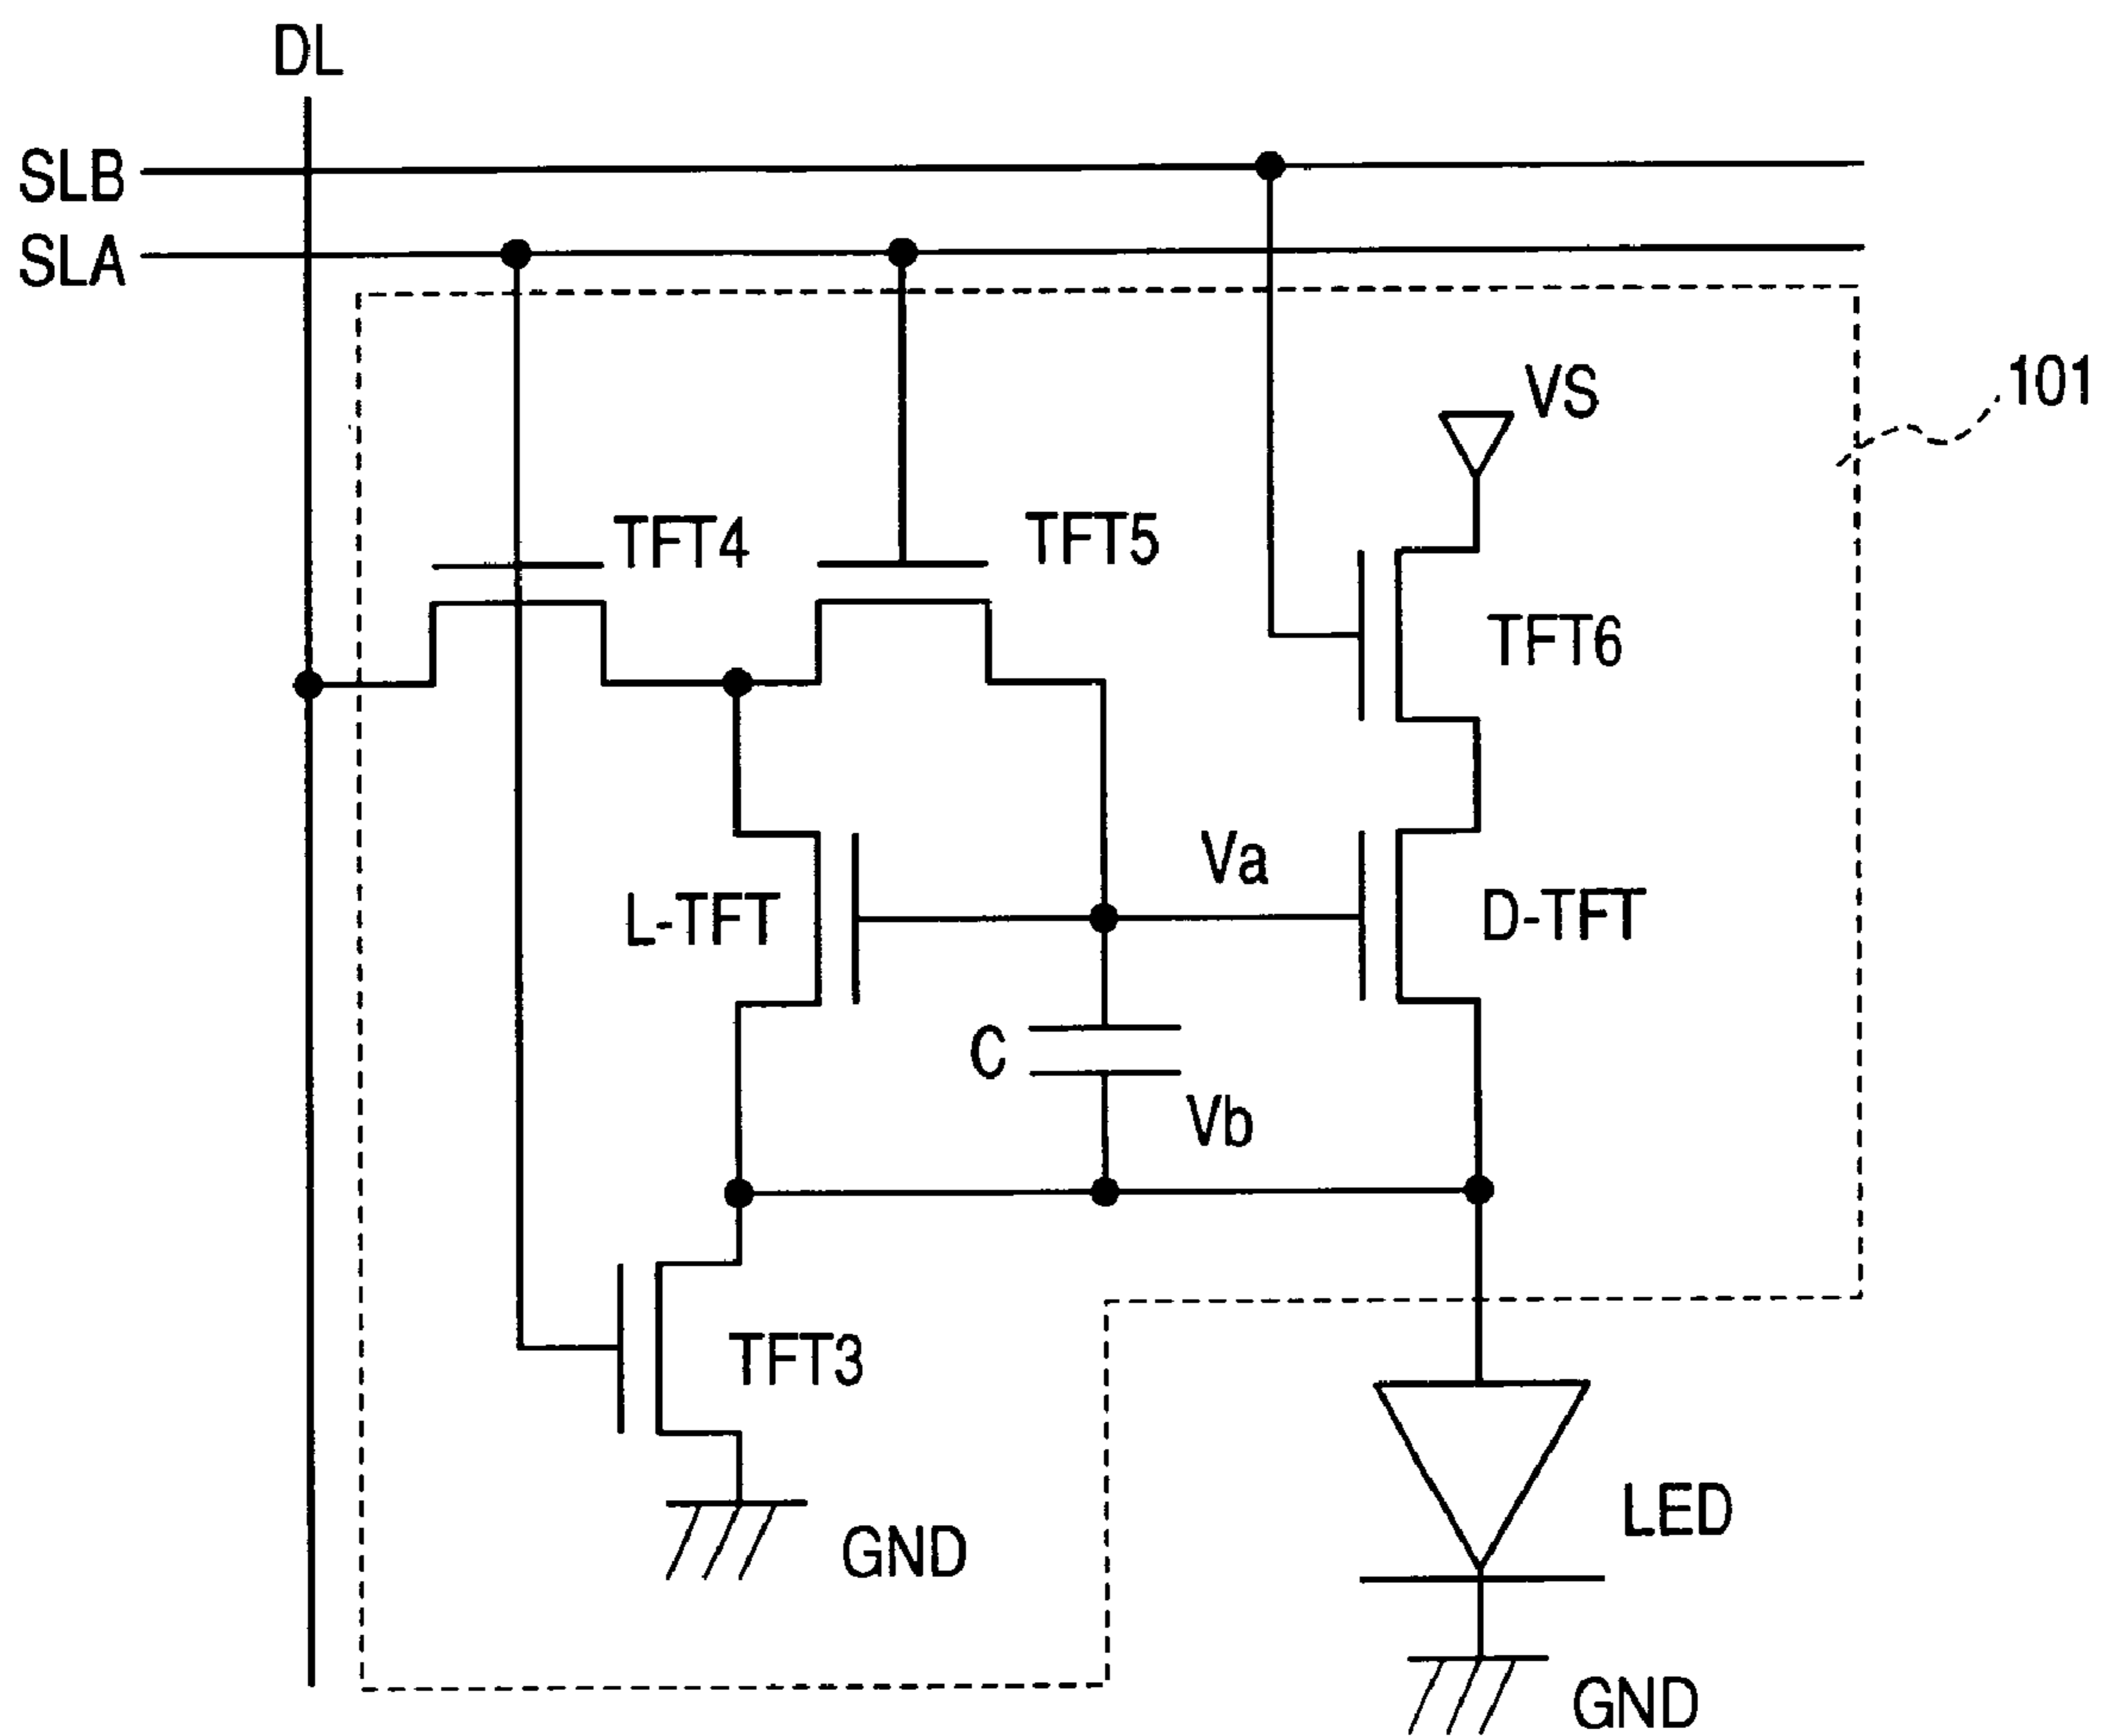 DL
SLB
SLA
VS
101
TFT4
TFT5
TFT6
Va
L-TFT
D-TFT
C
Vb
TFT3
LED
GND
GND